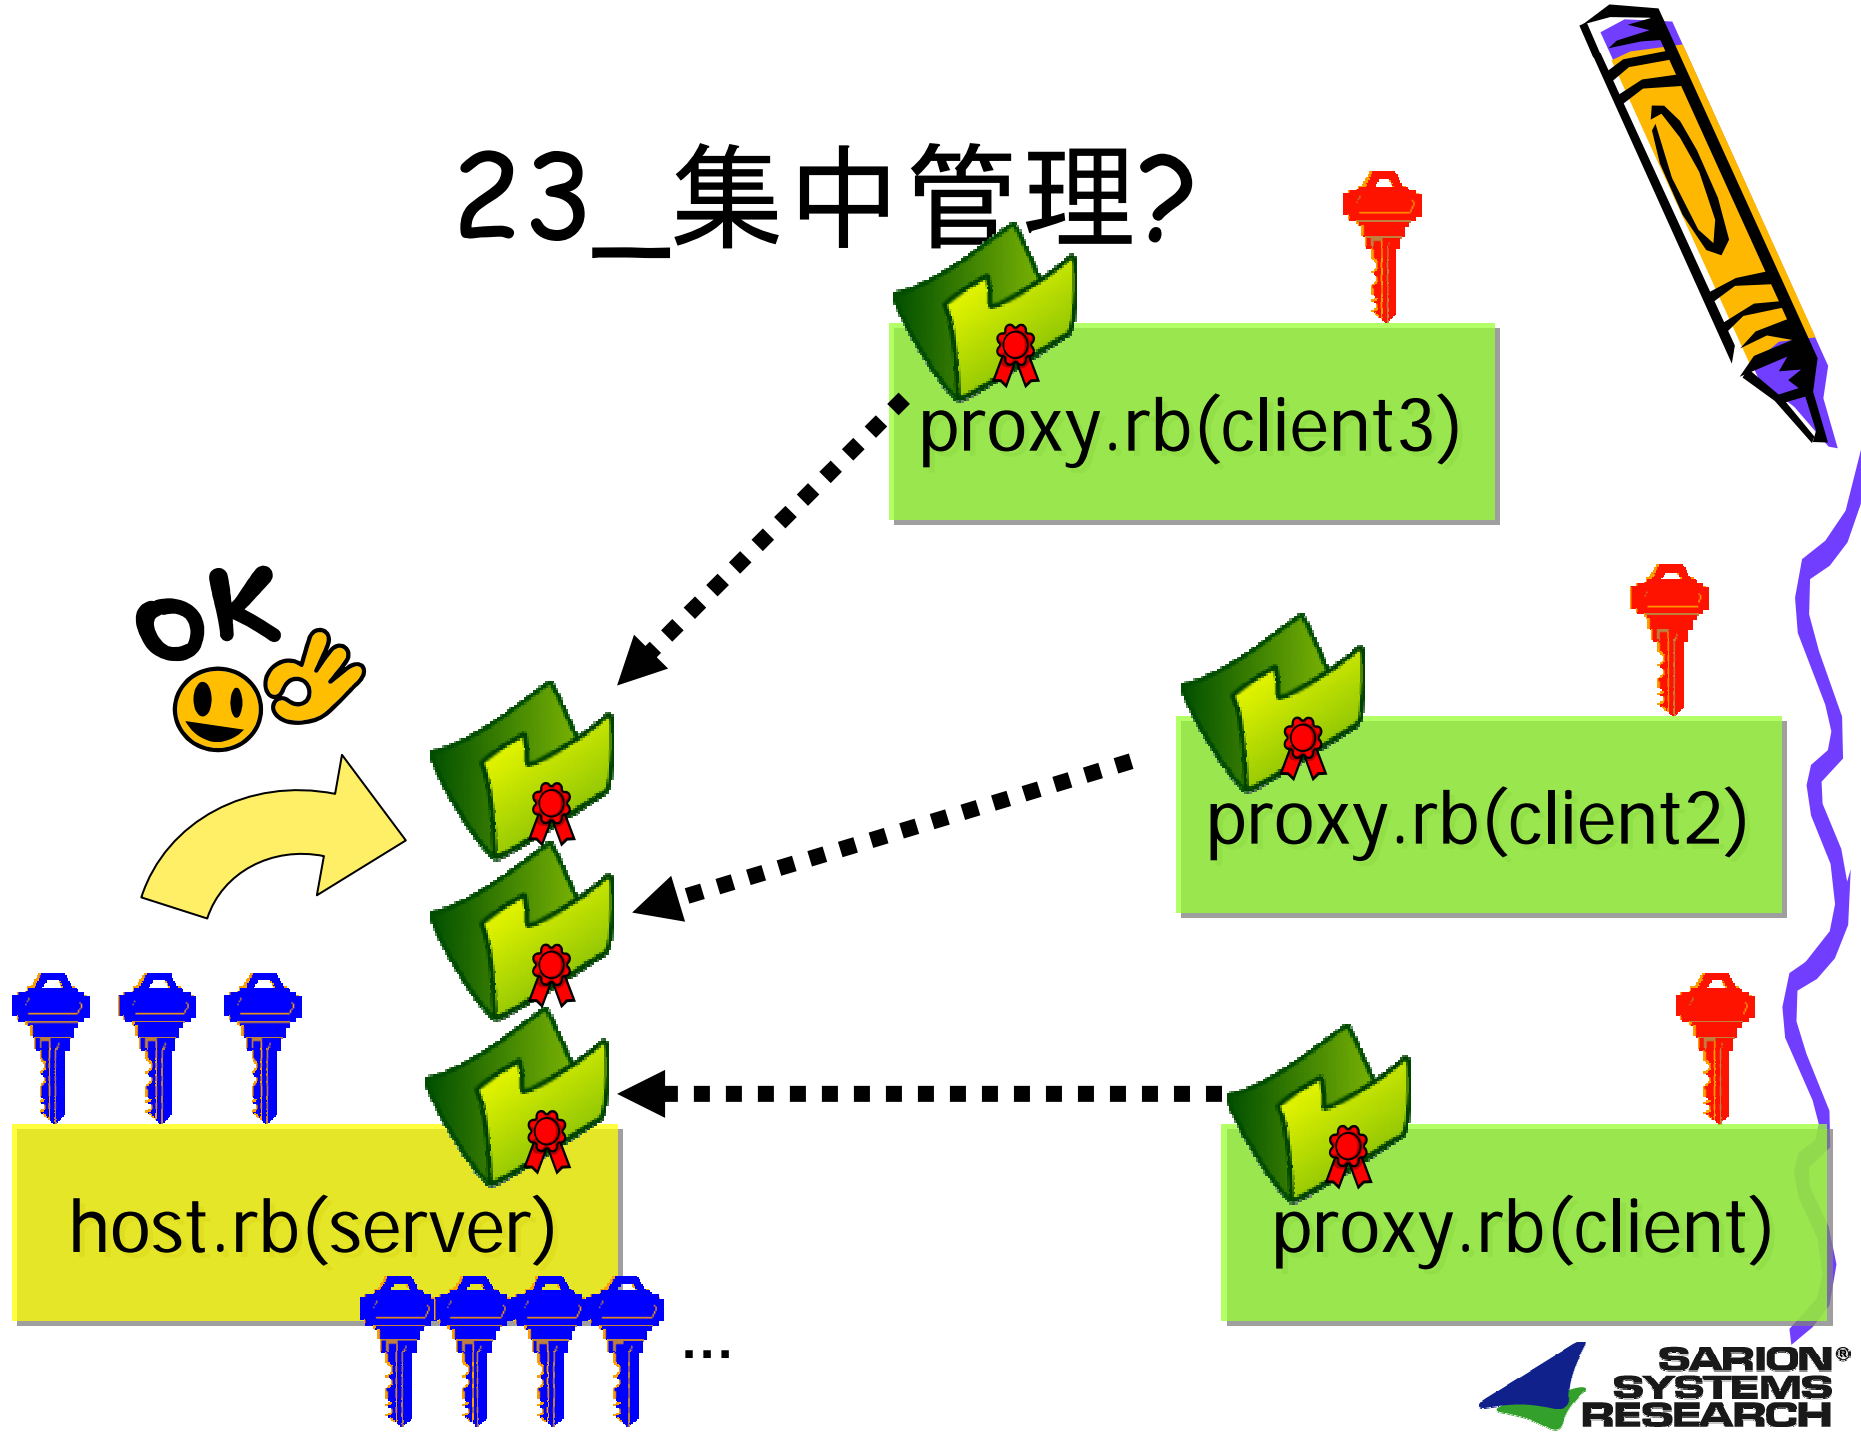 23_集中管理?
proxy.rb(client3)
OK
proxy.rb(client2)
host.rb(server)
proxy.rb(client)
...
SARION®
SYSTEMS
RESEARCH